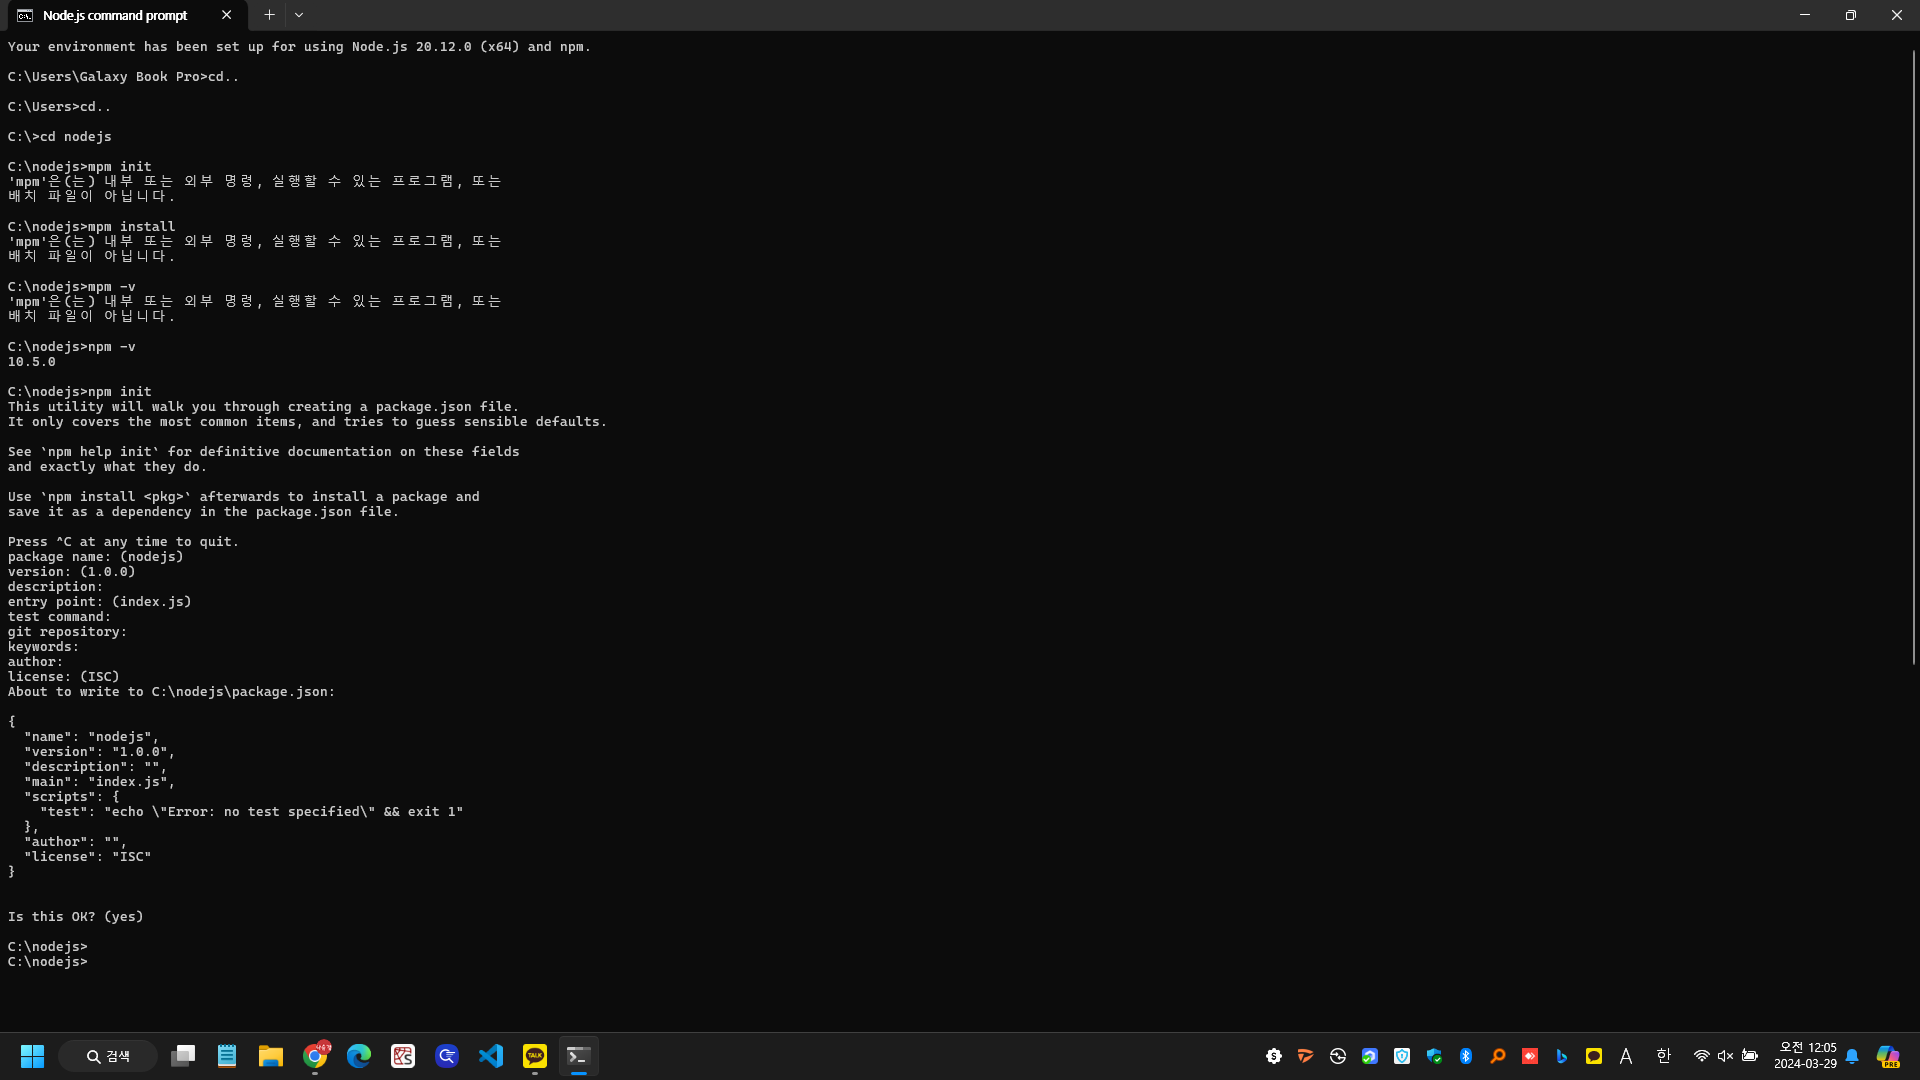 Node.js command prompt
Your environment has been set up for using Node.js 20.12.0 (x64) and npm.
C:\Users\Galaxy Book Pro>cd..
C:\Users>cd..
C:\>cd nodejs
C:\nodejs>mpm init
'mpm'은(는) 내부 또는 외부 명령, 실행할 수 있는 프로그램, 또는
배치 파일이 아닙니다.
C:\nodejs>mpm install
'mpm'은(는) 내부 또는 외부 명령, 실행할 수 있는 프로그램, 또는
배치 파일이 아닙니다.
C:\nodejs>mpm -v
'mpm'은(는) 내부 또는 외부 명령, 실행할 수 있는 프로그램, 또는
배치 파일이 아닙니다.
C:\nodejs>npm -v
10.5.0
C:\nodejs>npm init
This utility will walk you through creating a package.json file.
It only covers the most common items, and tries to guess sensible defaults.
See `npm help init` for definitive documentation on these fields
and exactly what they do.
Use `npm install <pkg>` afterwards to install a package and
save it as a dependency in the package.json file.
Press ^C at any time to quit.
package name: (nodejs)
version: (1.0.0)
description:
entry point: (index.js)
test command:
git repository:
keywords:
author:
license: (ISC)
About to write to C:\nodejs\package.json:
{
  "name": "nodejs",
  "version": "1.0.0",
  "description": "",
  "main": "index.js",
  "scripts": {
    "test": "echo \"Error: no test specified\" && exit 1"
  },
  "author": "",
  "license": "ISC"
}
Is this OK? (yes)
C:\nodejs>
C:\nodejs>
검색
TALK
A
한
오전 12:05
2024-03-29
PRE